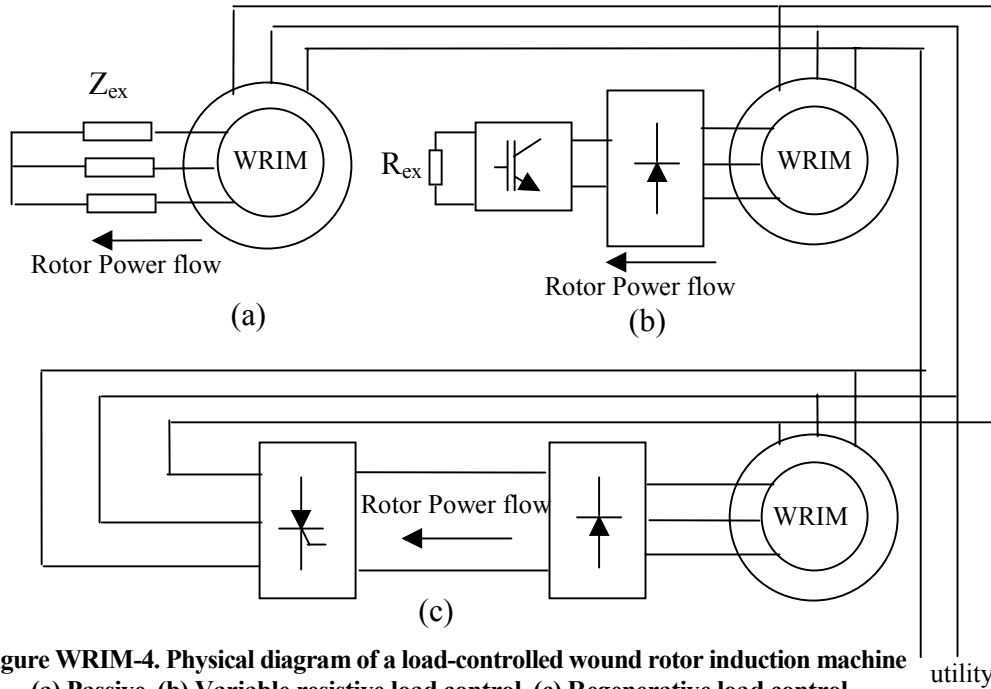 Z_ex
WRIM
Rotor Power flow
(a)
R_ex
WRIM
Rotor Power flow
(b)
Rotor Power flow
WRIM
(c)
gure WRIM-4. Physical diagram of a load-controlled wound rotor induction machine
(a) Passive, (b) Variable resistive load control, (c) Regenerative load control
utility